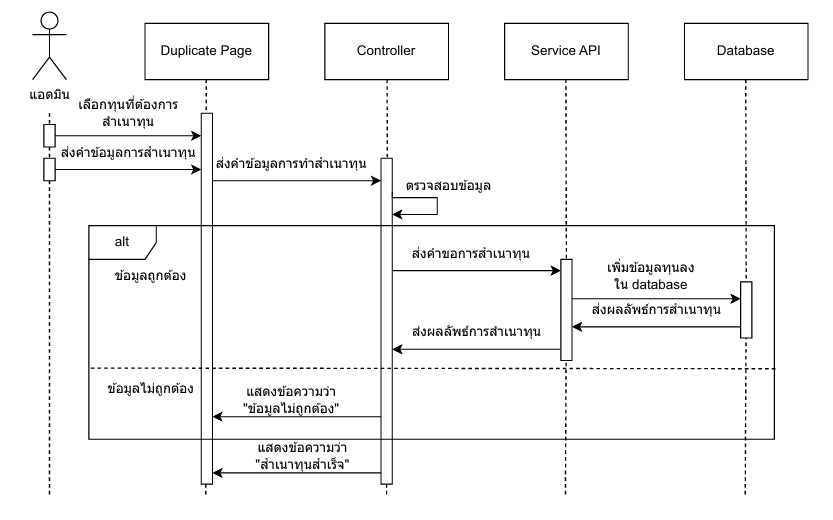 Duplicate Page
Controller
Service API
Database
แอดมิน
เลือกทุนที่ต้องการ
สำเนาทุน
ส่งคำข้อมูลการสำเนาทุน
ส่งคำข้อมูลการทำสำเนาทุน
ตรวจสอบข้อมูล
alt
ข้อมูลถูกต้อง
ส่งคำขอการสำเนาทุน
เพิ่มข้อมูลทุนลง
ใน database
ส่งผลลัพธ์การสำเนาทุน
ส่งผลลัพธ์การสำเนาทุน
ข้อมูลไม่ถูกต้อง
แสดงข้อความว่า
"ข้อมูลไม่ถูกต้อง"
แสดงข้อความว่า
"สำเนาทุนสำเร็จ"